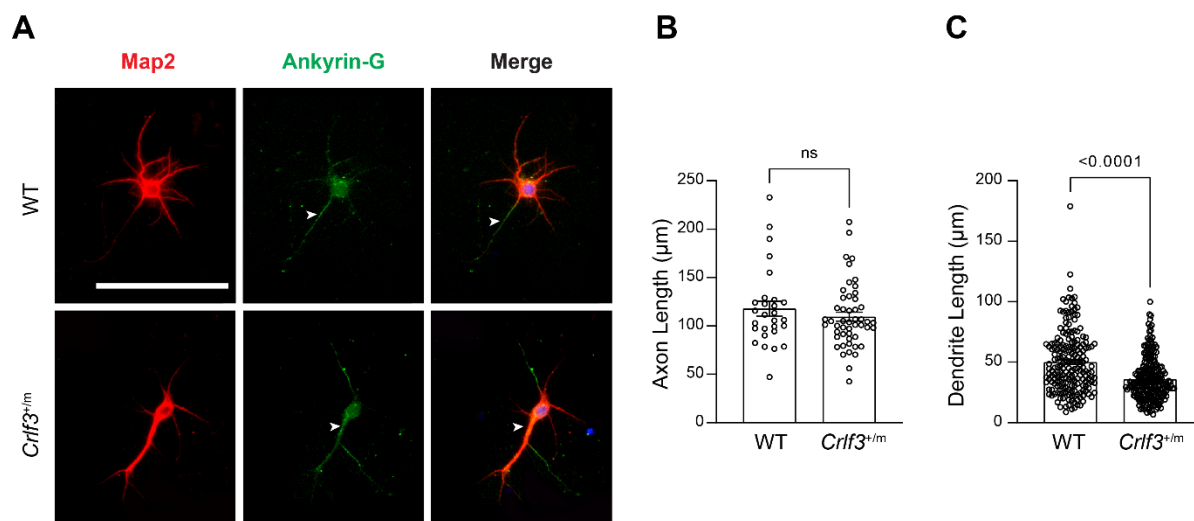 A
Map2
Ankyrin-G
Merge
WT
Crlf3+/m
B
ns
250
200
150
100
50
0
Axon Length (µm)
WT
Crlf3+/m
C
<0.0001
200
150
100
50
0
Dendrite Length (µm)
WT
Crlf3+/m